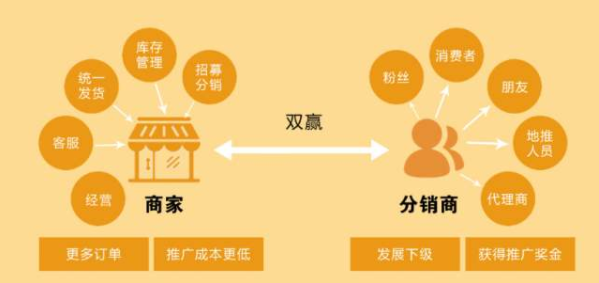 库存
管理
招募
分销
统一
发货
客服
经营
商家
双赢
粉丝
消费者
朋友
地推
人员
代理商
分销商
更多订单
推广成本更低
发展下级
获得推广奖金